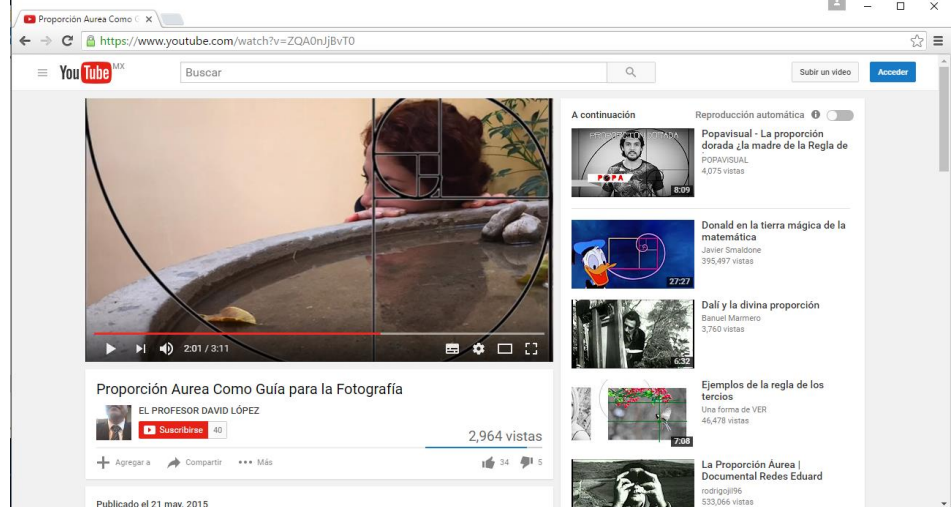 Proporción Aurea Como G
https://www.youtube.com/watch?v=ZQA0nJjBvT0
YouTube MX
Buscar
Subir un video
Acceder
2:01 / 3:11
Proporción Aurea Como Guía para la Fotografía
EL PROFESOR DAVID LÓPEZ
Suscribirse 40
2,964 vistas
Agregar a
Compartir
Más
34
5
Publicado el 21 may. 2015
A continuación
Reproducción automática
PROPORCION DORADA
POPA
8:09
Popavisual - La proporción
dorada ¿la madre de la Regla de
POPAVISUAL
4,075 vistas
27:27
Donald en la tierra mágica de la
matemática
Javier Smaldone
395,497 vistas
6:32
Dalí y la divina proporción
Banuel Marmero
3,760 vistas
7:08
Ejemplos de la regla de los
tercios
Una forma de VER
46,478 vistas
La Proporción Áurea |
Documental Redes Eduard
rodrigoji96
533,066 vistas